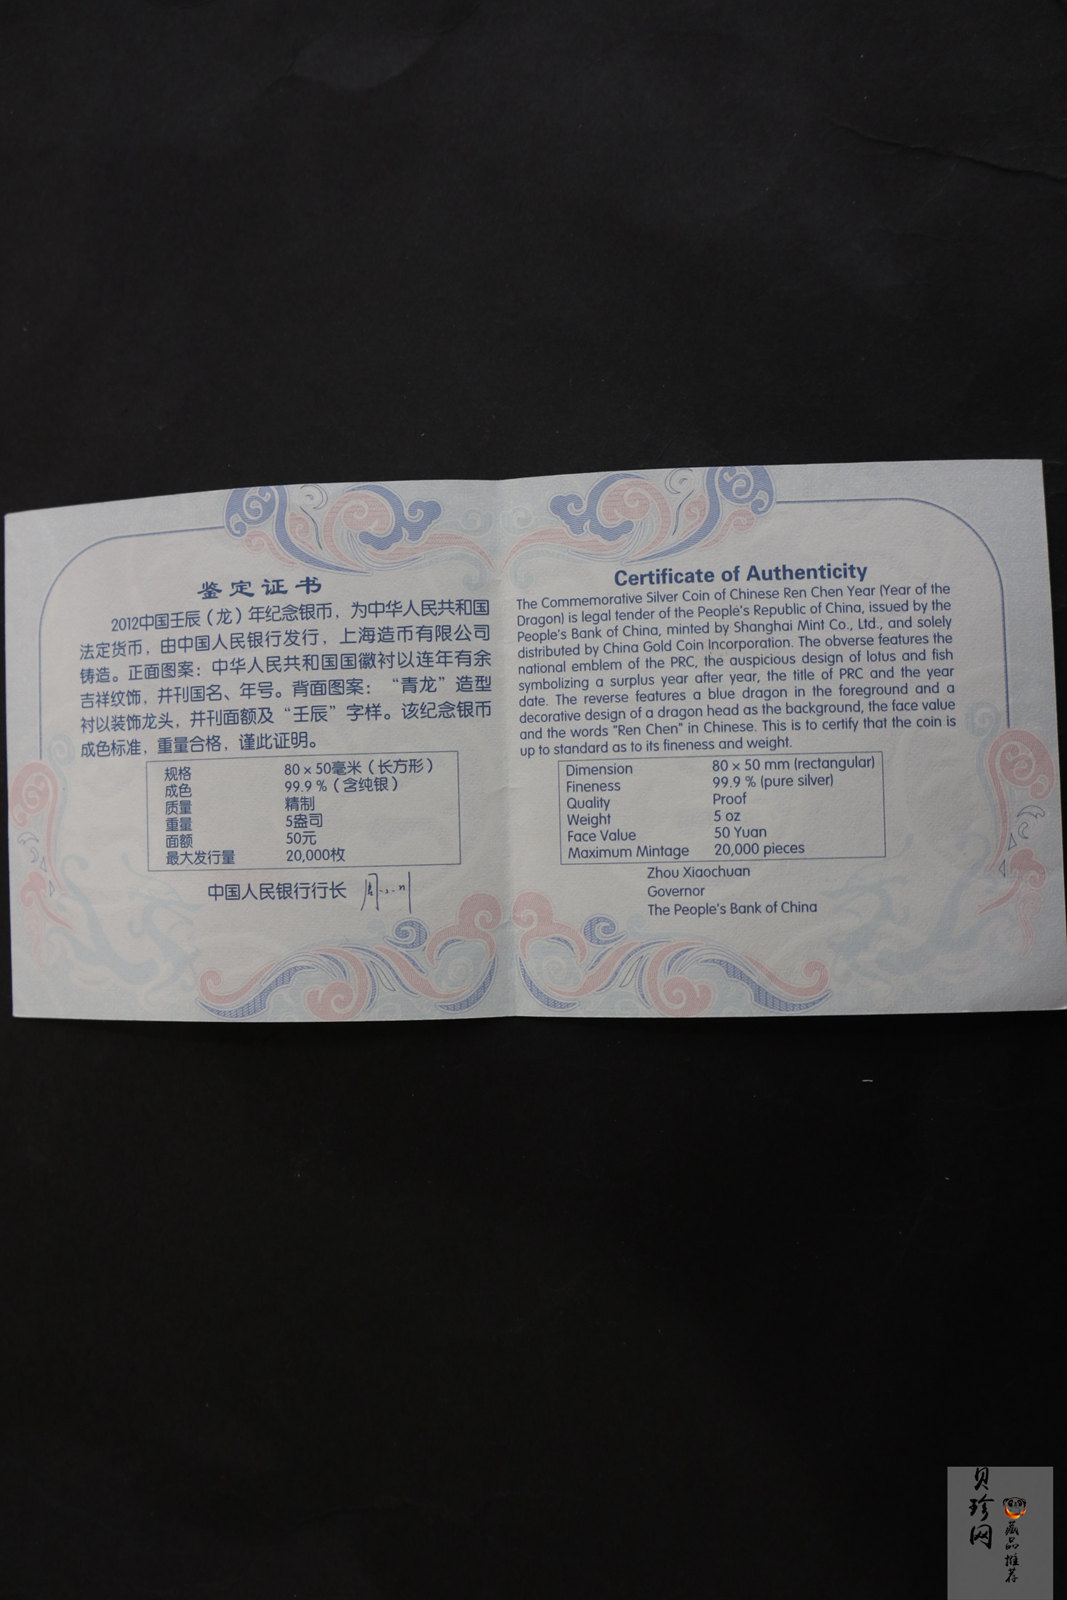 鉴定证书
2012中国壬辰（龙）年纪念银币，为中华人民共和国
法定货币，由中国人民银行发行，上海造币有限公司
铸造。正面图案：中华人民共和国国徽衬以连年有余
吉祥纹饰，并刊国名、年号。背面图案：“青龙”造型
衬以装饰龙头，并刊面额及“壬辰”字样。该纪念银币
成色标准，重量合格，谨此证明。
规格 80×50毫米（长方形）
成色 99.9%（含纯银）
质量 精制
重量 5盎司
面额 50元
最大发行量 20,000枚
中国人民银行行长
Certificate of Authenticity
The Commemorative Silver Coin of Chinese Ren Chen Year (Year of the
Dragon) is legal tender of the People's Republic of China, issued by the
People's Bank of China, minted by Shanghai Mint Co., Ltd., and solely
distributed by China Gold Coin Incorporation. The obverse features the
national emblem of the PRC, the auspicious design of lotus and fish
symbolizing a surplus year after year, the title of PRC and the year
date. The reverse features a blue dragon in the foreground and a
decorative design of a dragon head as the background, the face value
and the words "Ren Chen" in Chinese. This is to certify that the coin is
up to standard as to its fineness and weight.
Dimension 80 × 50 mm (rectangular)
Fineness 99.9 % (pure silver)
Quality Proof
Weight 5 oz
Face Value 50 Yuan
Maximum Mintage 20,000 pieces
Zhou Xiaochuan
Governor
The People's Bank of China
贝珍网
藏品推荐